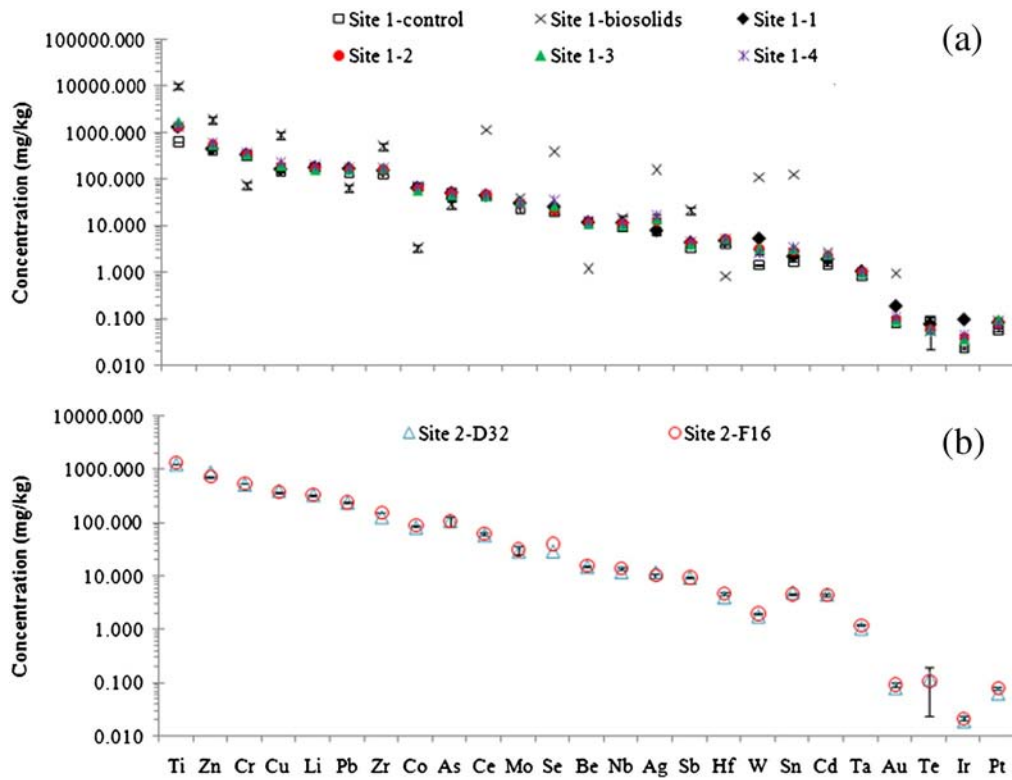 Site 1-control Site 1-biosolids Site 1-1
(a)
Site 1-2 Site 1-3 Site 1-4
Concentration (mg/kg)
100000.000
10000.000
1000.000
100.000
10.000
1.000
0.100
0.010
Site 2-D32 Site 2-F16
(b)
Concentration (mg/kg)
10000.000
1000.000
100.000
10.000
1.000
0.100
0.010
Ti Zn Cr Cu Li Pb Zr Co As Ce Mo Se Be Nb Ag Sb Hf W Sn Cd Ta Au Te Ir Pt